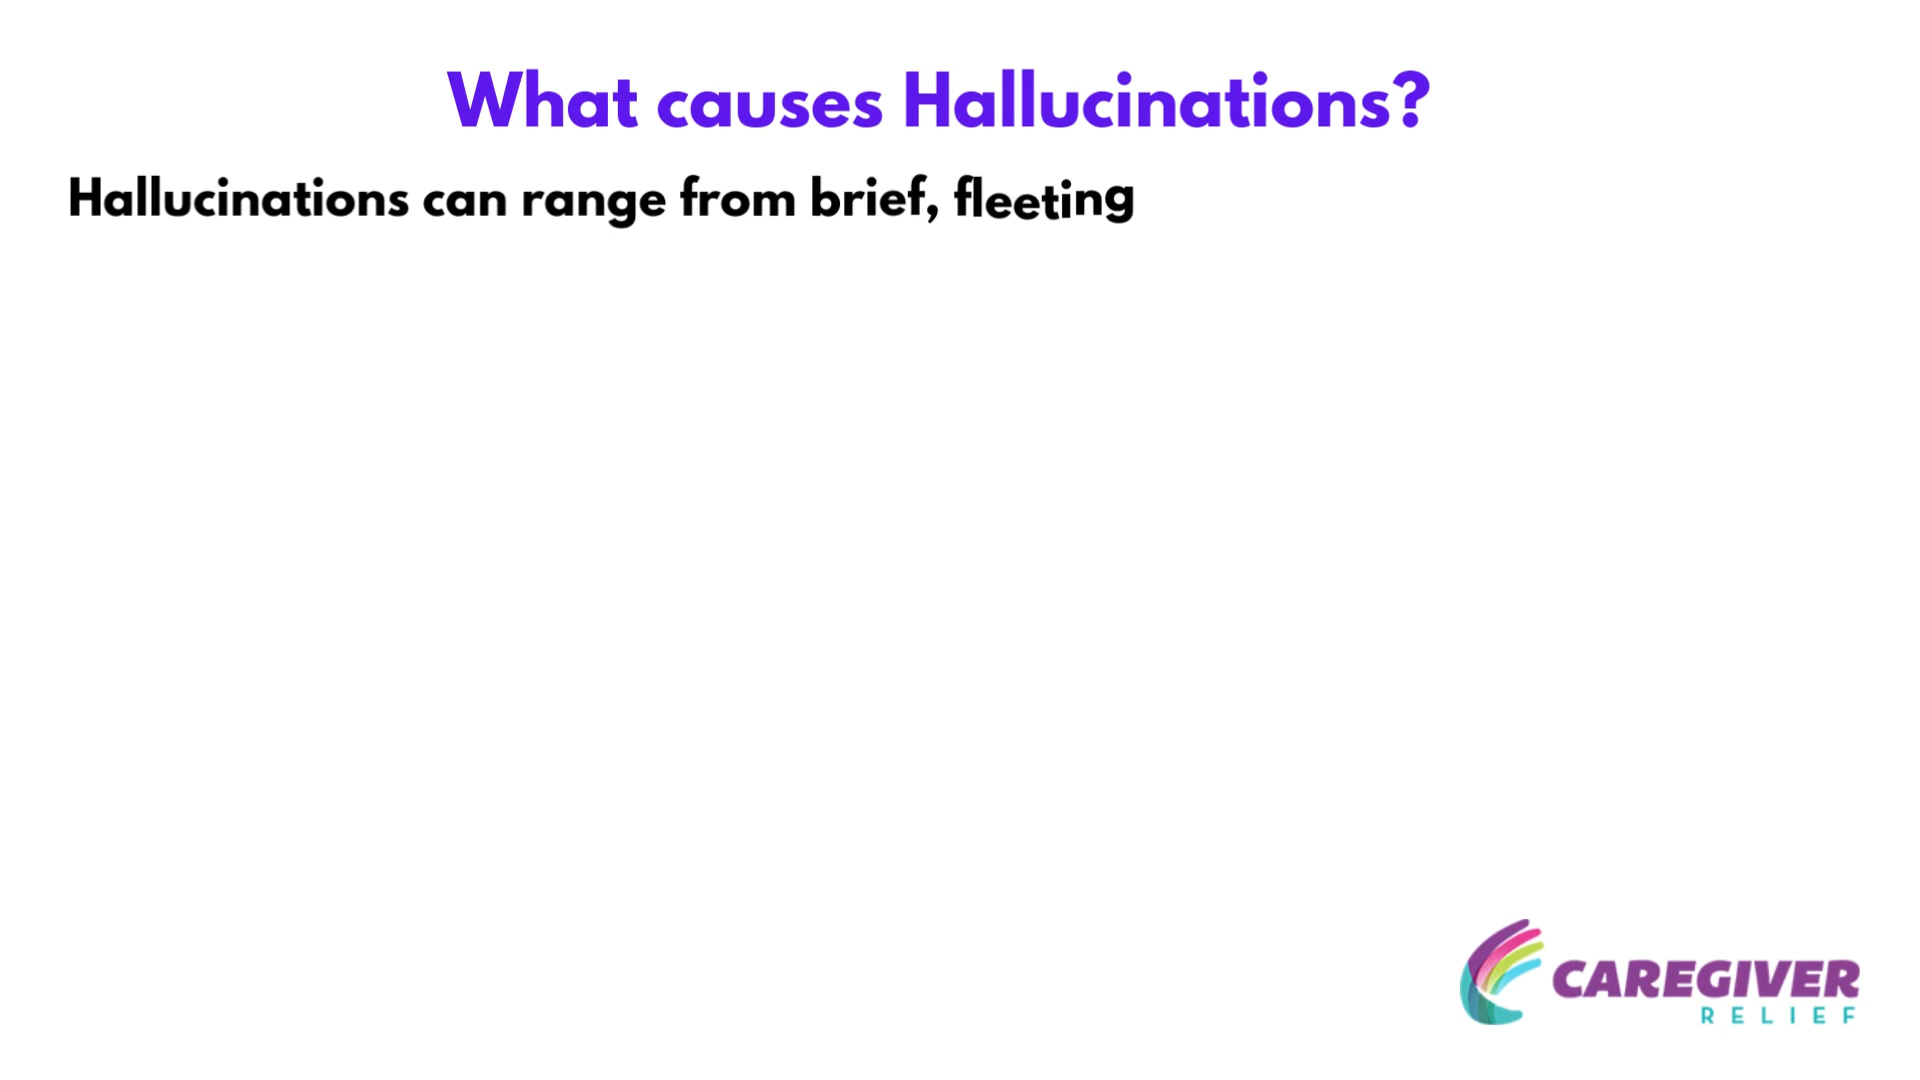 What causes Hallucinations?
Hallucinations can range from brief, fleeting
CAREGIVER
RELIEF